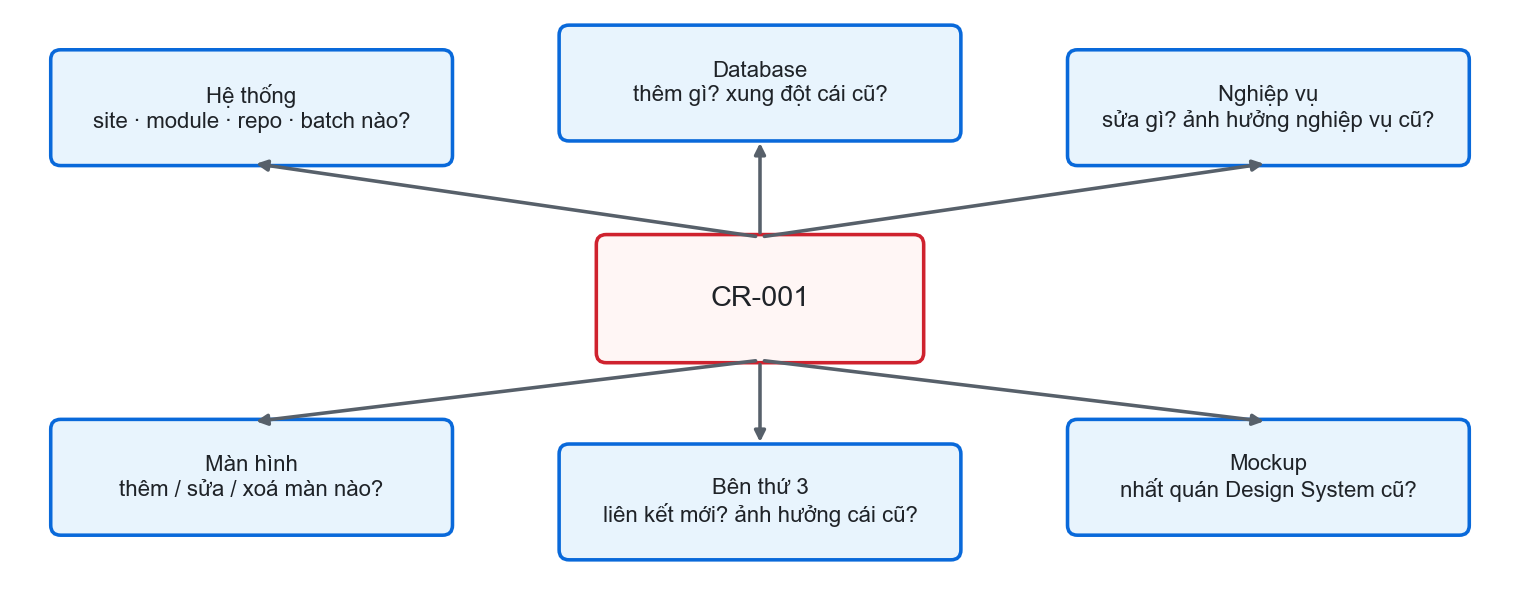 Hệ thống
site · module · repo · batch nào?
Database
thêm gì? xung đột cái cũ?
Nghiệp vụ
sửa gì? ảnh hưởng nghiệp vụ cũ?
CR-001
Màn hình
thêm / sửa / xoá màn nào?
Bên thứ 3
liên kết mới? ảnh hưởng cái cũ?
Mockup
nhất quán Design System cũ?